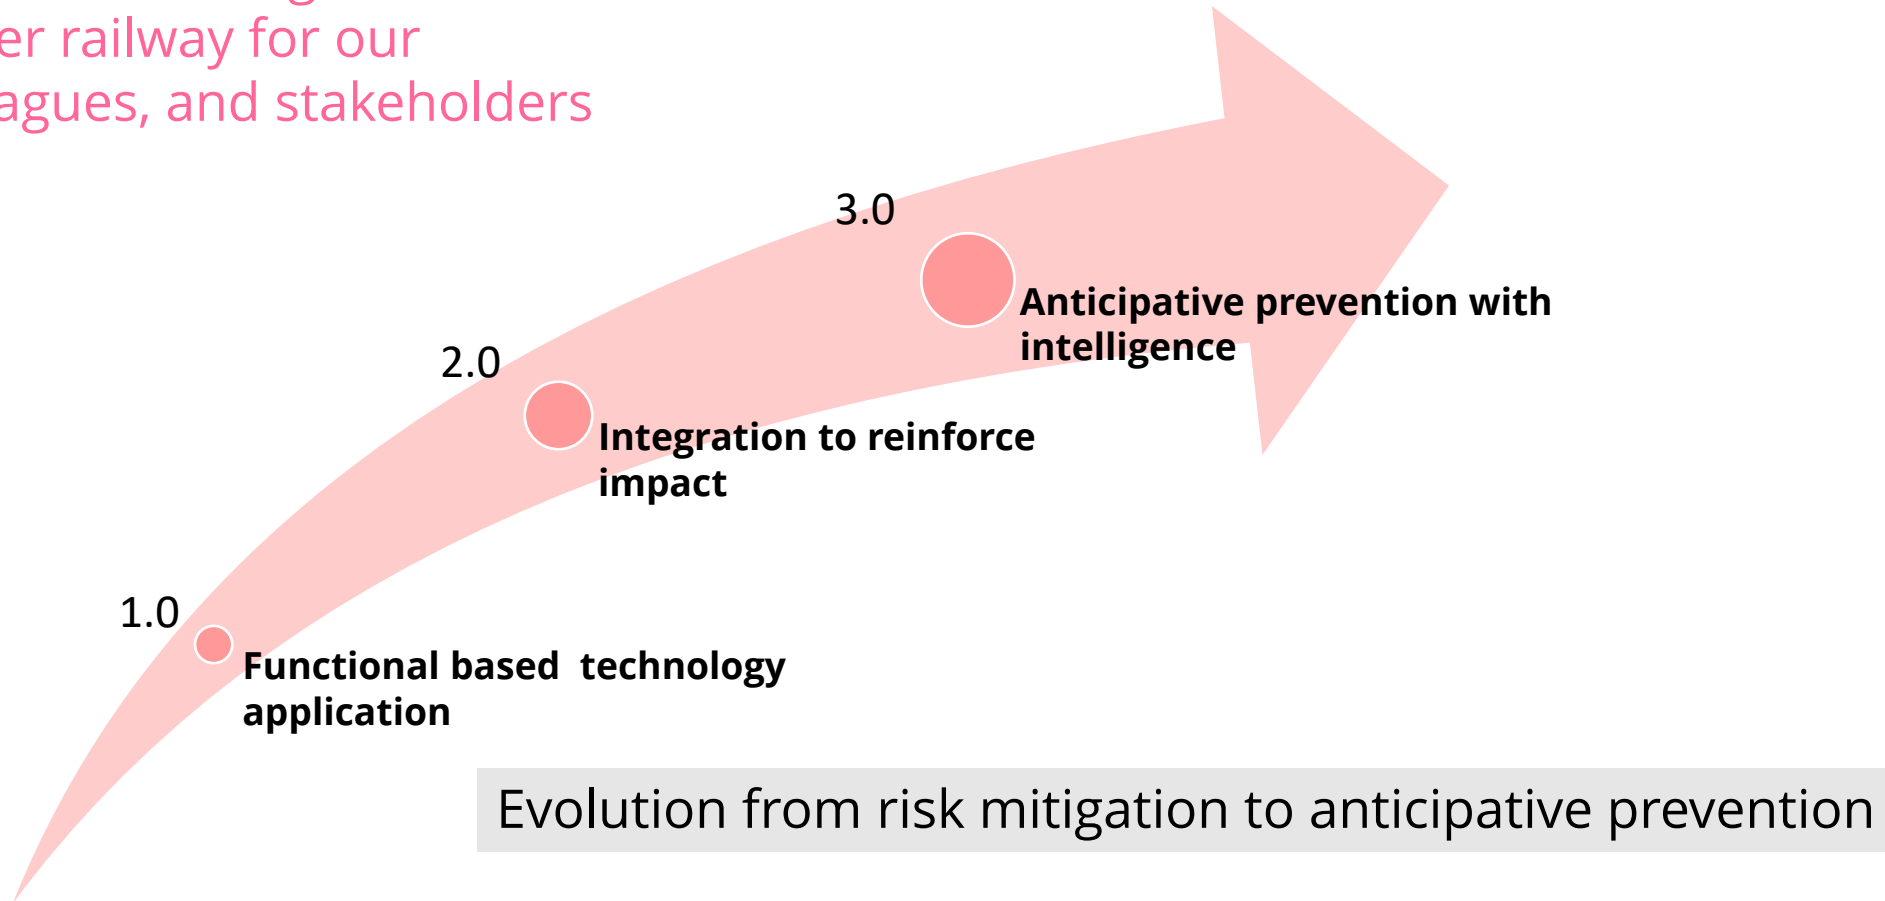 er railway for our
agues, and stakeholders
3.0
Anticipative prevention with
intelligence
2.0
Integration to reinforce
impact
1.0
Functional based  technology
application
Evolution from risk mitigation to anticipative prevention